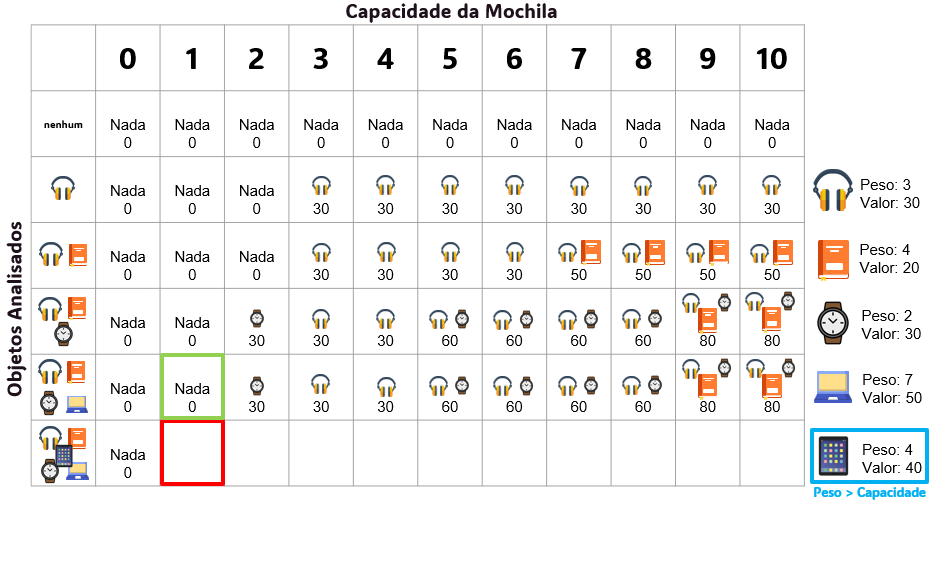 Capacidade da Mochila
0 1 2 3 4 5 6 7 8 9 10
Objetos Analisados
nenhum
Nada Nada Nada Nada Nada Nada Nada Nada Nada Nada Nada
0 0 0 0 0 0 0 0 0 0 0
Nada Nada Nada
0 0 0 30 30 30 30 30 30 30 30
Peso: 3
Valor: 30
Nada Nada Nada
0 0 0 30 30 30 30 50 50 50 50
Peso: 4
Valor: 20
Nada Nada
0 0 30 30 30 60 60 60 60 80 80
Peso: 2
Valor: 30
Nada Nada
0 0 30 30 30 60 60 60 60 80 80
Peso: 7
Valor: 50
Nada
0
Peso: 4
Valor: 40
Peso > Capacidade